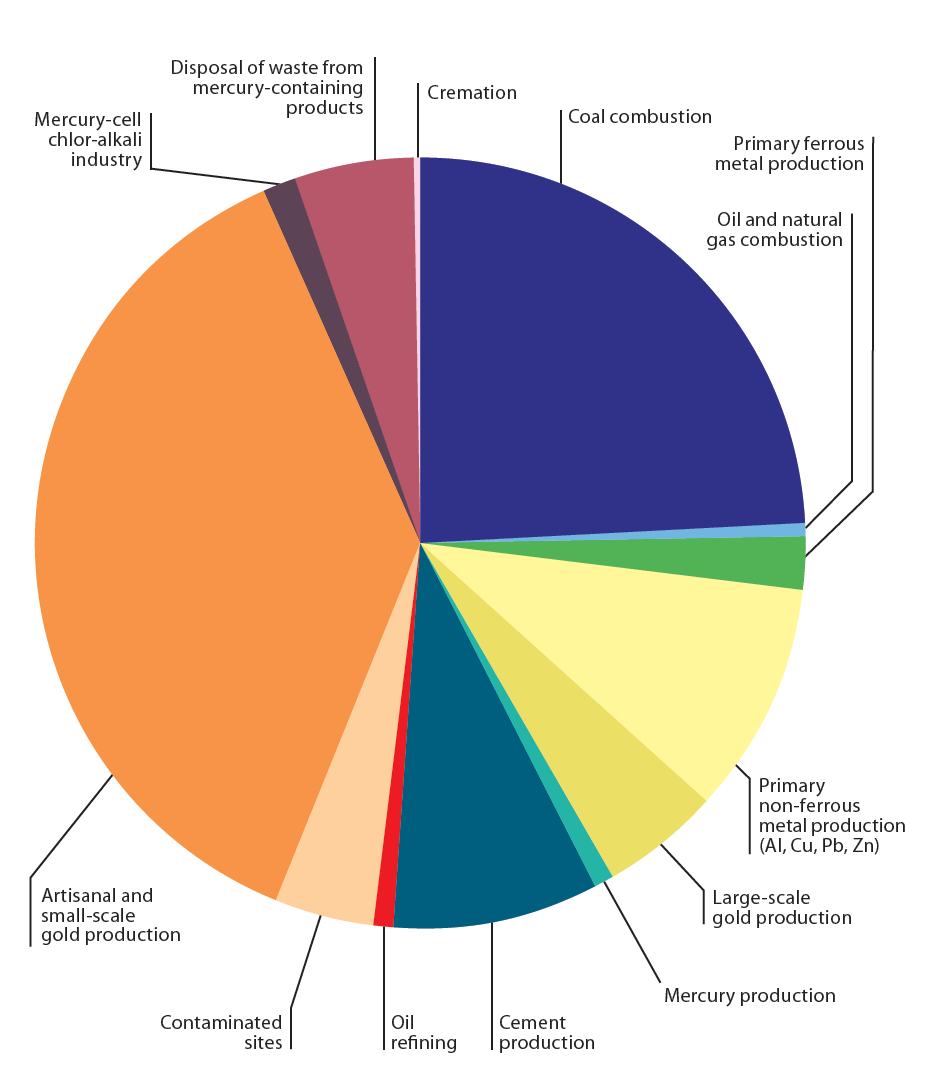 Disposal of waste from
mercury-containing
products
Cremation
Coal combustion
Mercury-cell
chlor-alkali
industry
Primary ferrous
metal production
Oil and natural
gas combustion
Primary
non-ferrous
metal production
(Al, Cu, Pb, Zn)
Large-scale
gold production
Artisanal and
small-scale
gold production
Mercury production
Contaminated
sites
Oil
refining
Cement
production